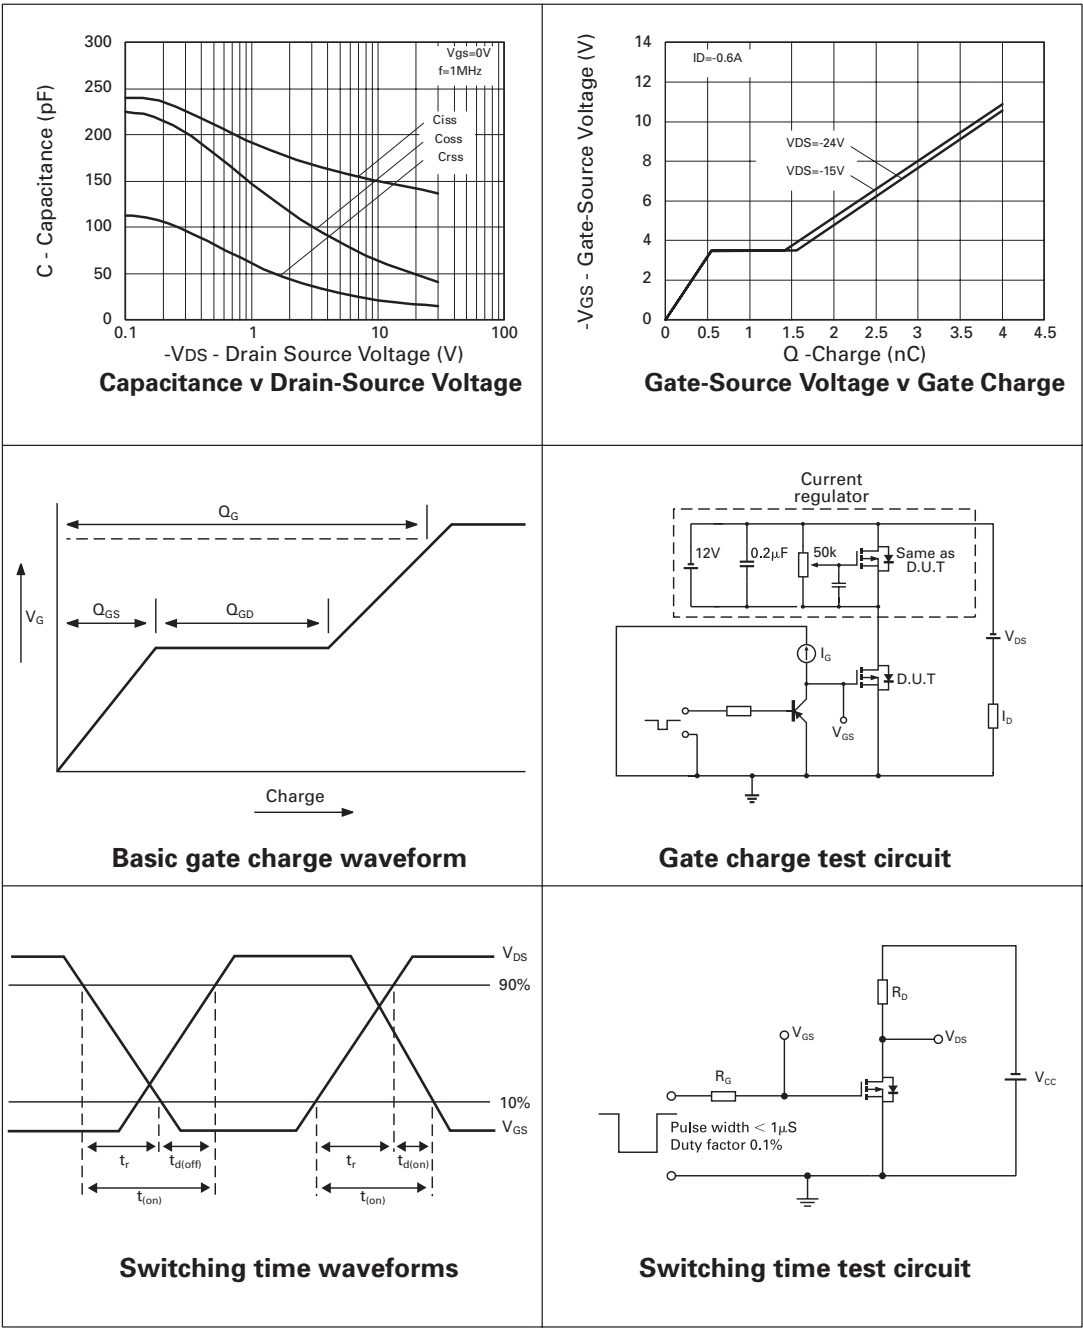 300
250
200
150
100
50
0
0.1
1
10
100
C - Capacitance (pF)
Vgs=0V
f=1MHz
Ciss
Coss
Crss
-VDS - Drain Source Voltage (V)
Capacitance v Drain-Source Voltage
14
12
10
8
6
4
2
0
0
0.5
1
1.5
2
2.5
3
3.5
4
4.5
-VGS - Gate-Source Voltage (V)
ID=-0.6A
VDS=-24V
VDS=-15V
Q -Charge (nC)
Gate-Source Voltage v Gate Charge
QG
QGS
QGD
VG
Charge
Basic gate charge waveform
Current
regulator
12V
0.2µF
50k
Same as
D.U.T
VDS
IG
D.U.T
VGS
ID
Gate charge test circuit
VDS
90%
10%
VGS
tr
td(off)
tr
td(on)
t(on)
t(on)
Switching time waveforms
RD
VGS
VDS
RG
VCC
Pulse width < 1µS
Duty factor 0.1%
Switching time test circuit